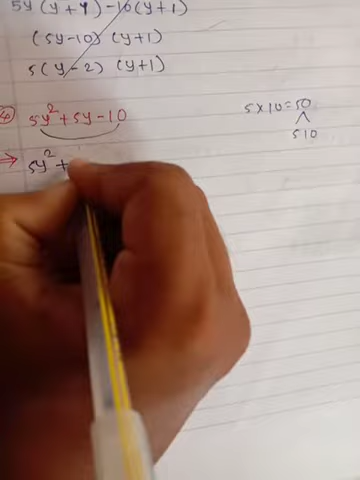 5y(y+1)-10(y+1)
(5y-10) (y+1)
5(y-2) (y+1)
5y²+5y-10
5×10=50
5 10
→ 5y²+